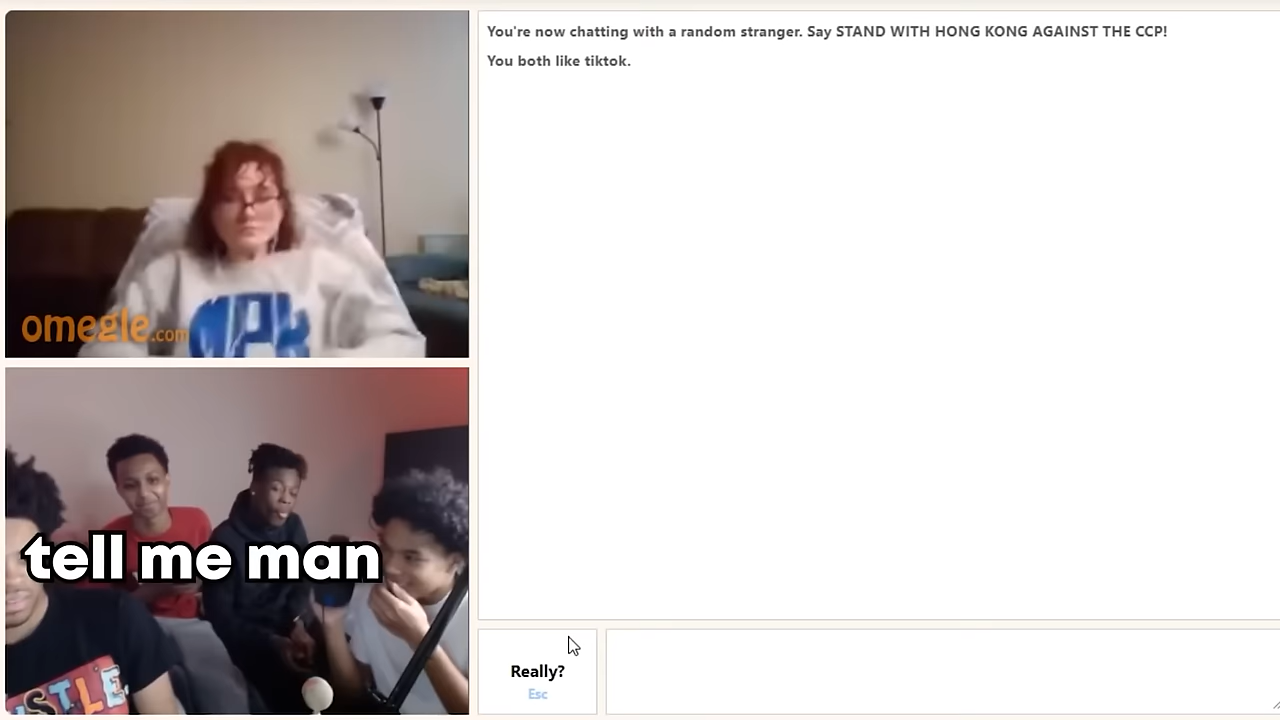 You're now chatting with a random stranger. Say STAND WITH HONG KONG AGAINST THE CCP!
You both like tiktok.
omegle.com
tell me man
Really?
Esc